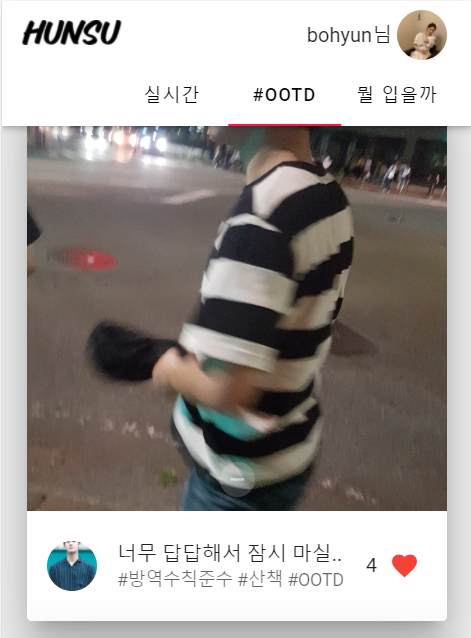 HUNSU
bohyun님
실시간 #OOTD 뭘 입을까
너무 답답해서 잠시 마실..
#방역수칙준수 #산책 #OOTD
4